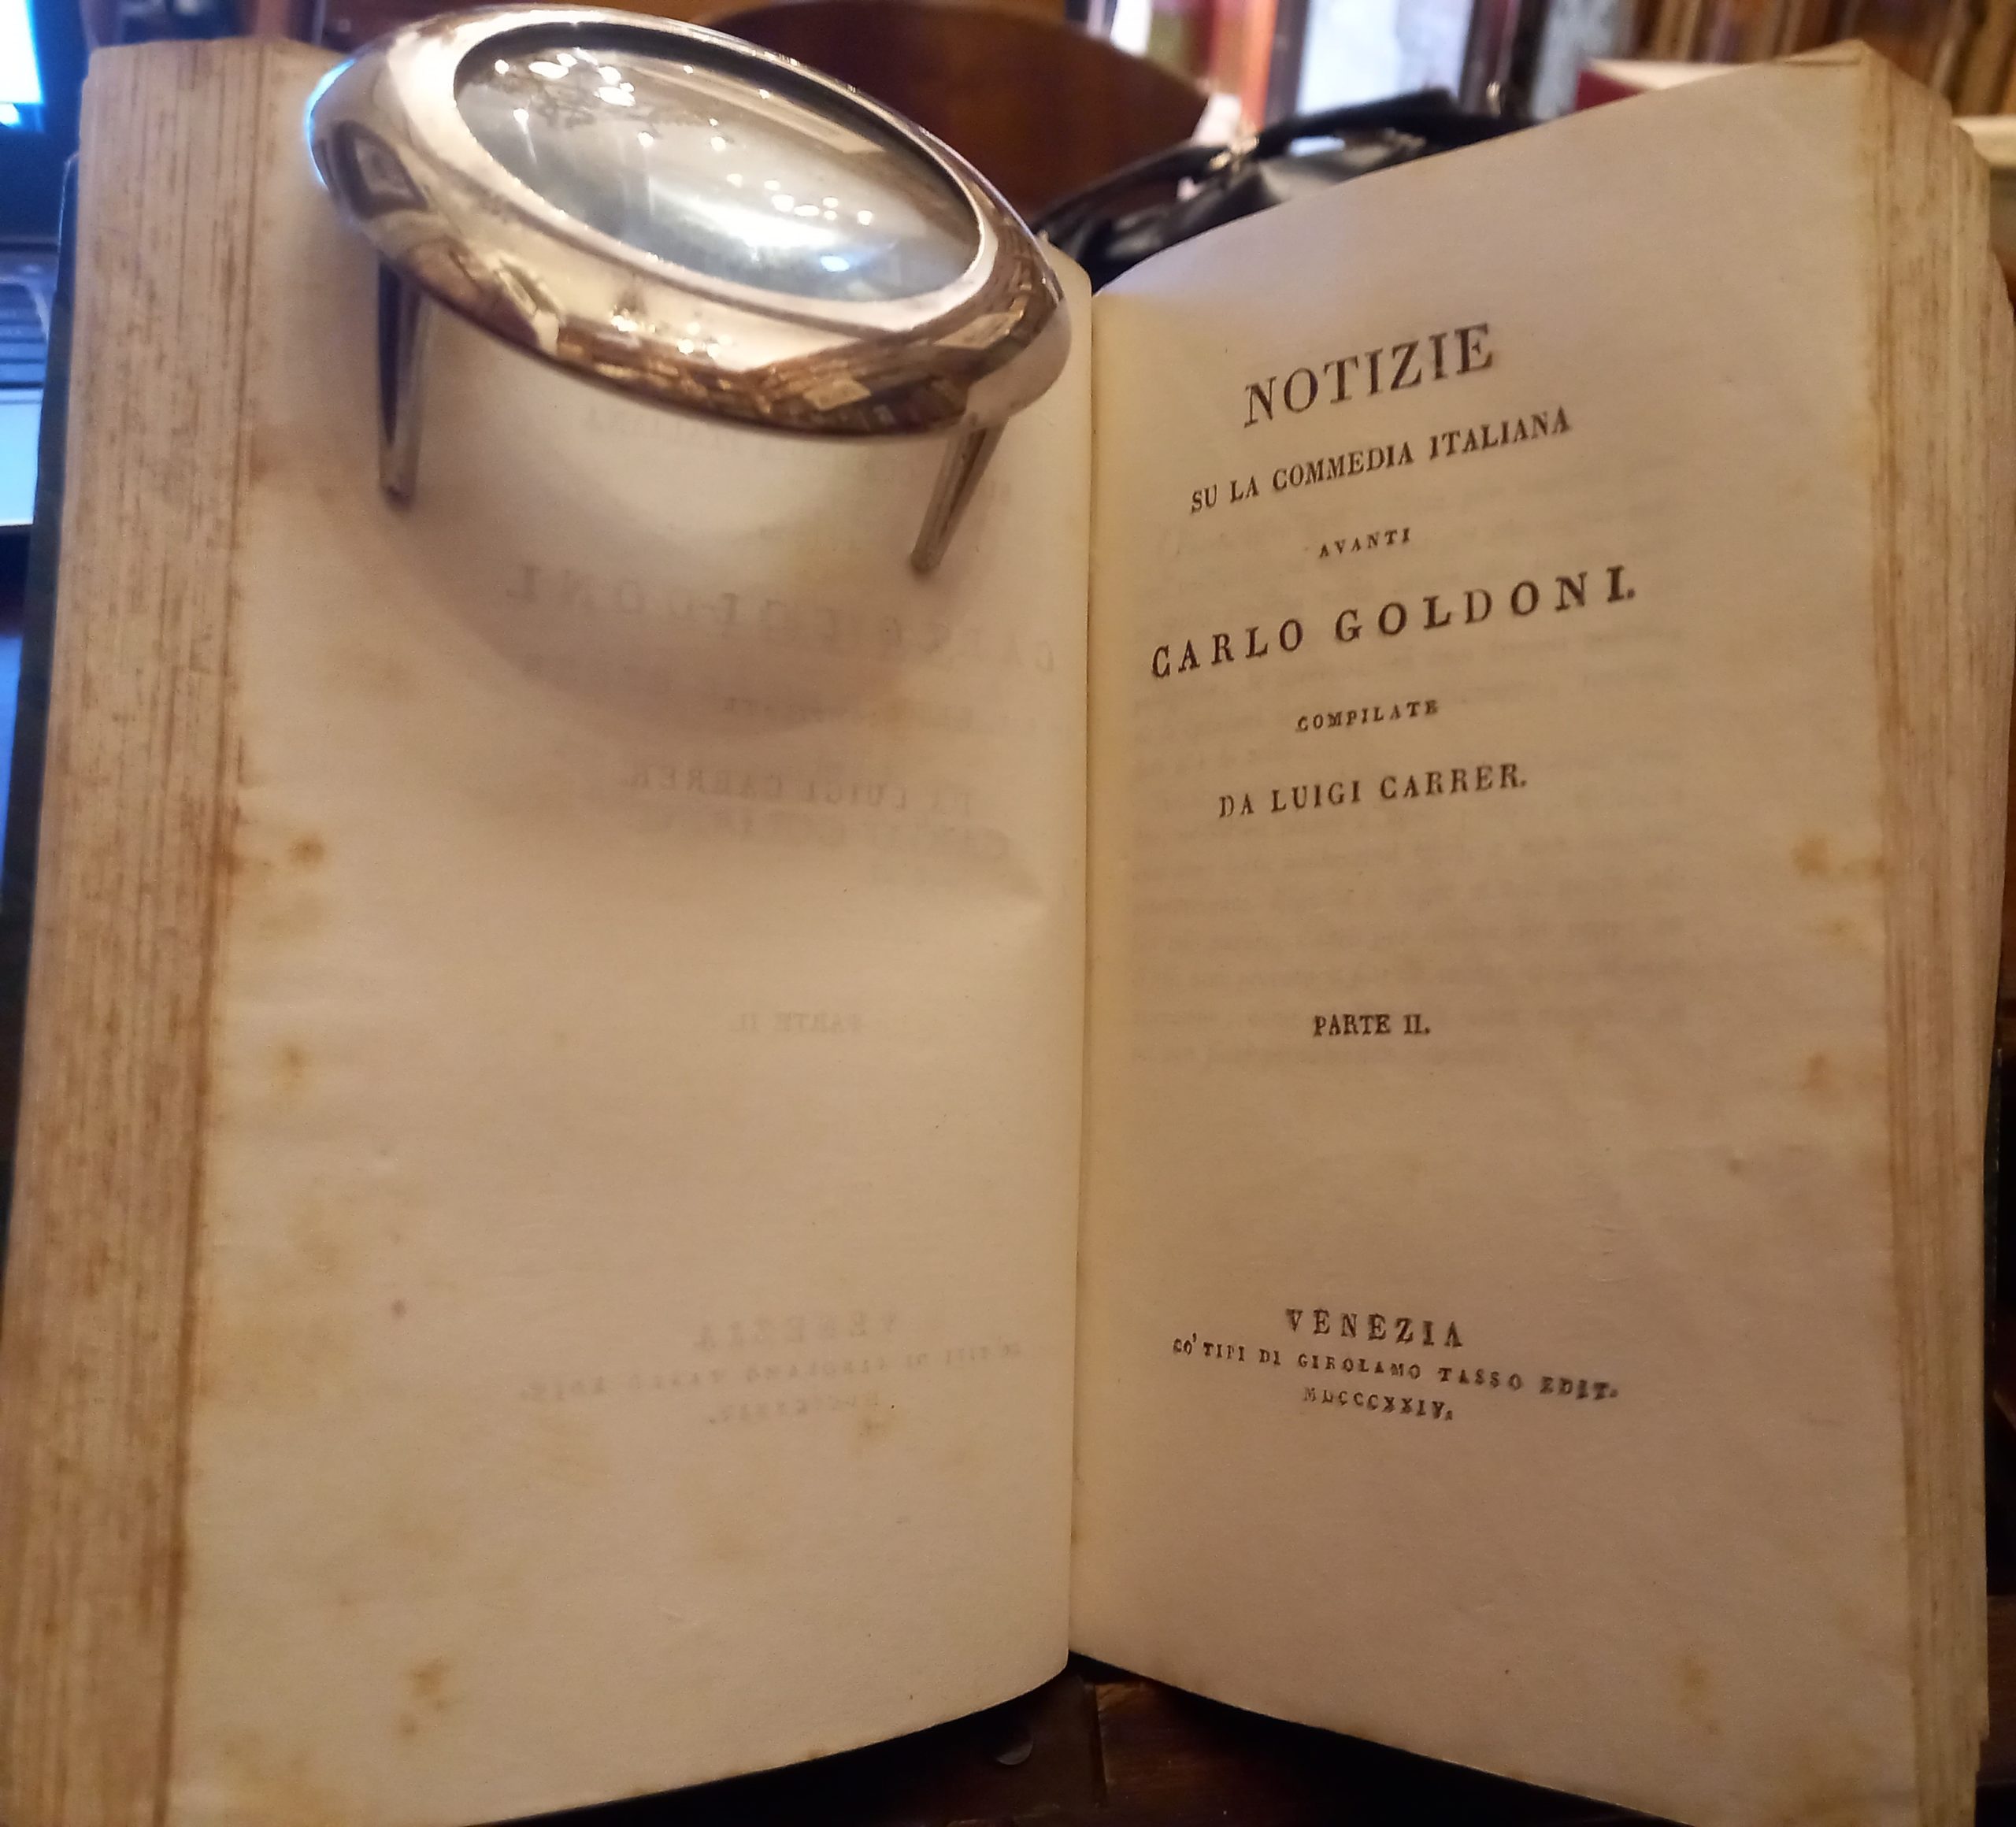 NOTIZIE
SU LA COMMEDIA ITALIANA
AVANTI
CARLO GOLDONI.
COMPILATE
DA LUIGI CARRER.
PARTE II.
VENEZIA
CO' TIPI DI GIROLAMO TASSO EDIT.
MDCCCXXIV.